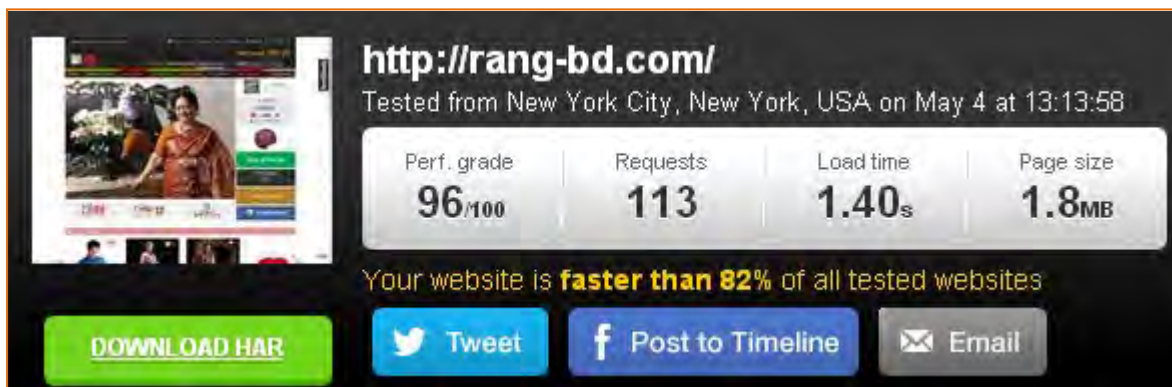 http://rang-bd.com/
Tested from New York City, New York, USA on May 4 at 13:13:58
Perf. grade Requests Load time Page size
96/100 113 1.40s 1.8MB
Your website is faster than 82% of all tested websites
DOWNLOAD HAR Tweet Post to Timeline Email